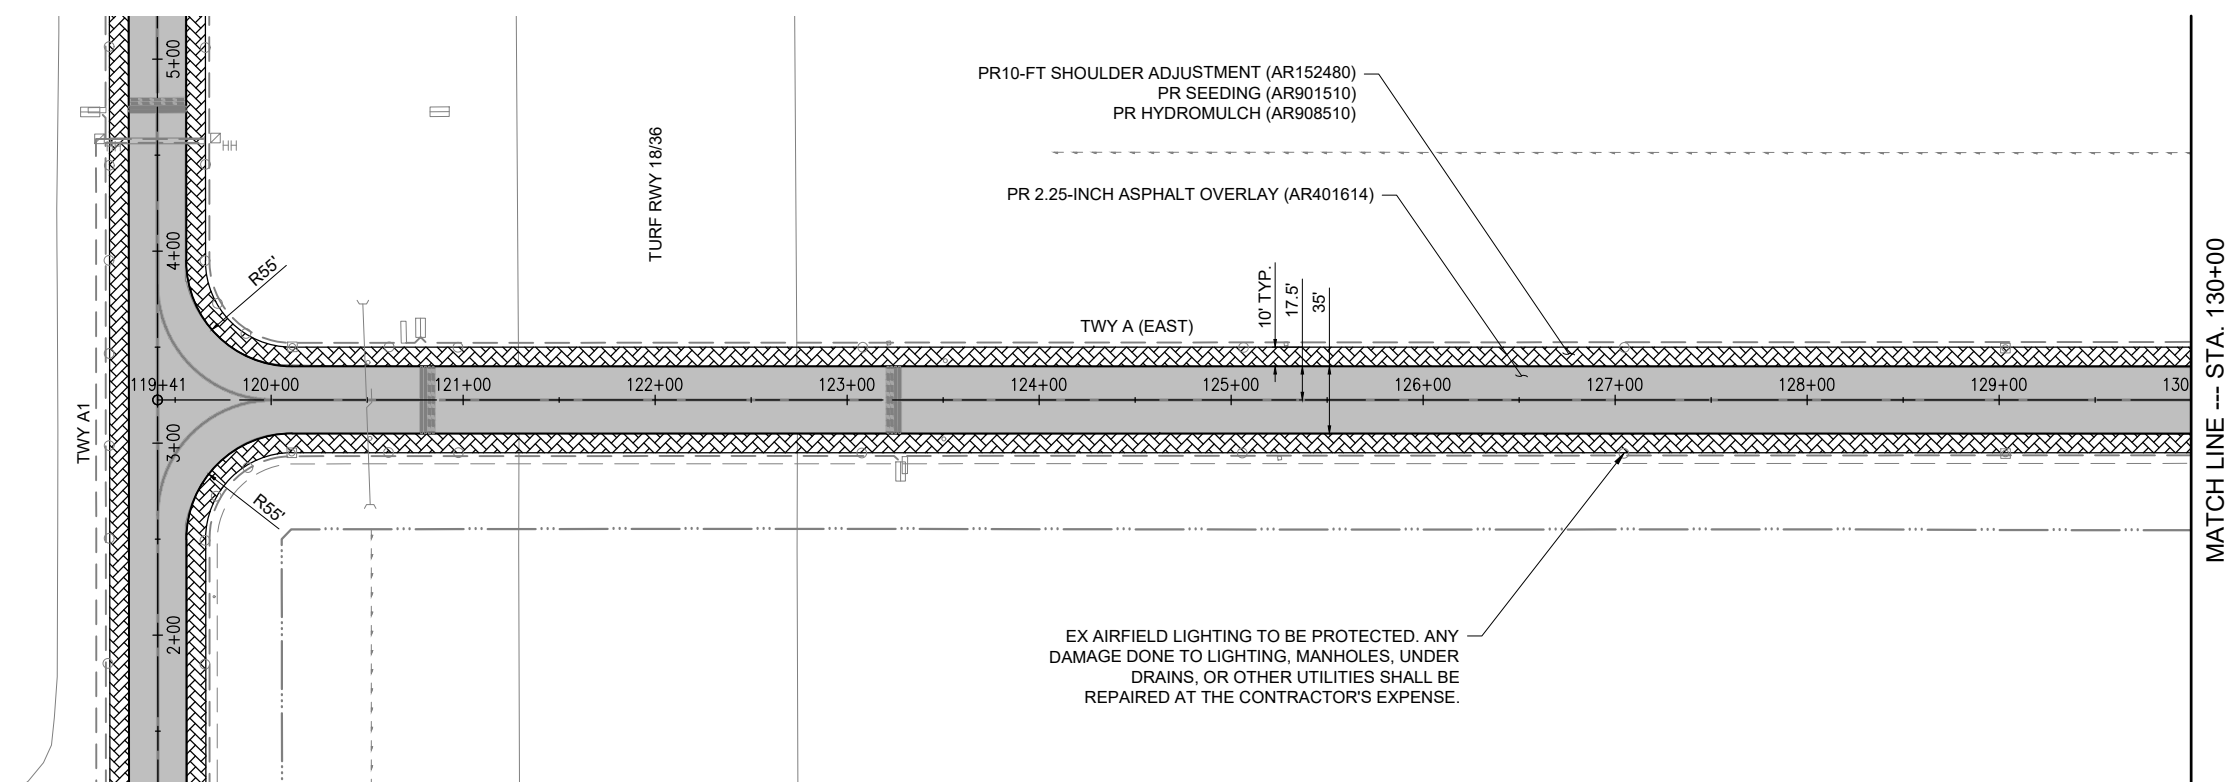 PR10-FT SHOULDER ADJUSTMENT (AR152480)
PR SEEDING (AR901510)
PR HYDROMULCH (AR908510)
PR 2.25-INCH ASPHALT OVERLAY (AR401614)
5+00
HH
HH
TURF RWY 18/36
4+00
R55'
10' TYP.
17.5'
35'
TWY A (EAST)
119+41
120+00
121+00
122+00
123+00
124+00
125+00
126+00
127+00
128+00
129+00
130
TWY A1
3+00
R55'
2+00
EX AIRFIELD LIGHTING TO BE PROTECTED. ANY
DAMAGE DONE TO LIGHTING, MANHOLES, UNDER
DRAINS, OR OTHER UTILITIES SHALL BE
REPAIRED AT THE CONTRACTOR'S EXPENSE.
MATCH LINE --- STA. 130+00